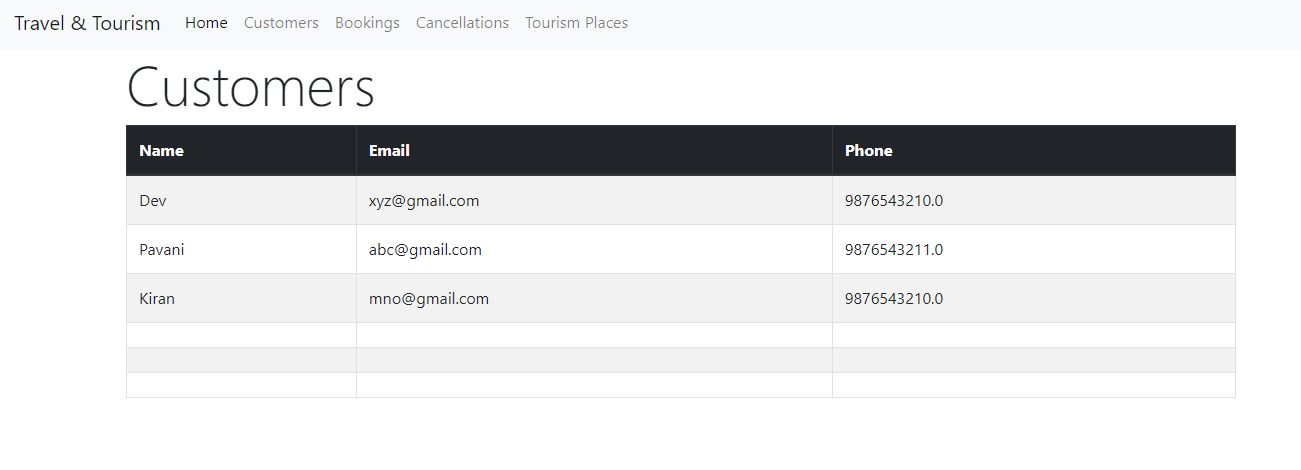 Travel & Tourism Home Customers Bookings Cancellations Tourism Places
Customers
Name Email Phone
Dev xyz@gmail.com 9876543210.0
Pavani abc@gmail.com 9876543211.0
Kiran mno@gmail.com 9876543210.0